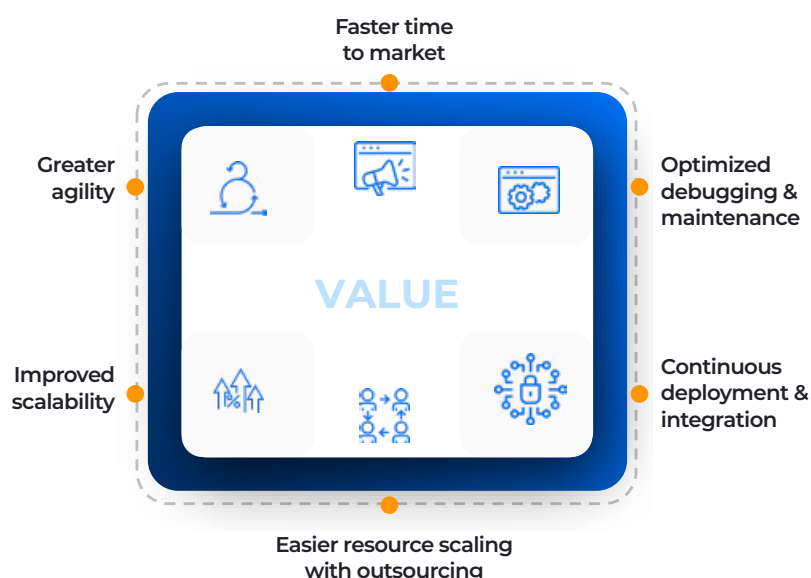 Faster time
to market
Greater
agility
Optimized
debugging &
maintenance
VALUE
Improved
scalability
%
Continuous
deployment &
integration
Easier resource scaling
with outsourcing